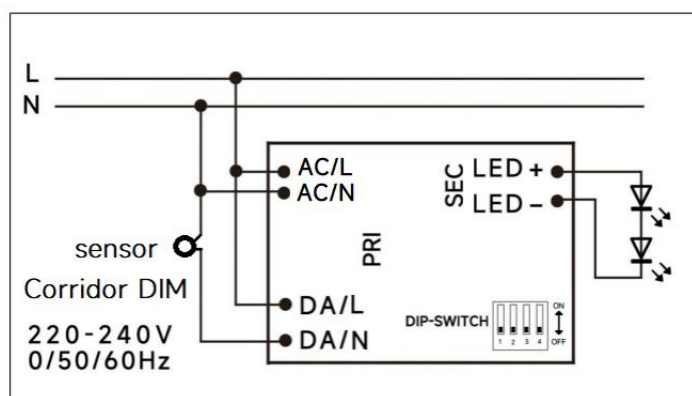 L
N
AC/L
AC/N
SEC
LED +
LED -
PRI
sensor
Corridor DIM
220-240V
0/50/60Hz
DA/L
DA/N
DIP-SWITCH
ON
OFF
1 2 3 4